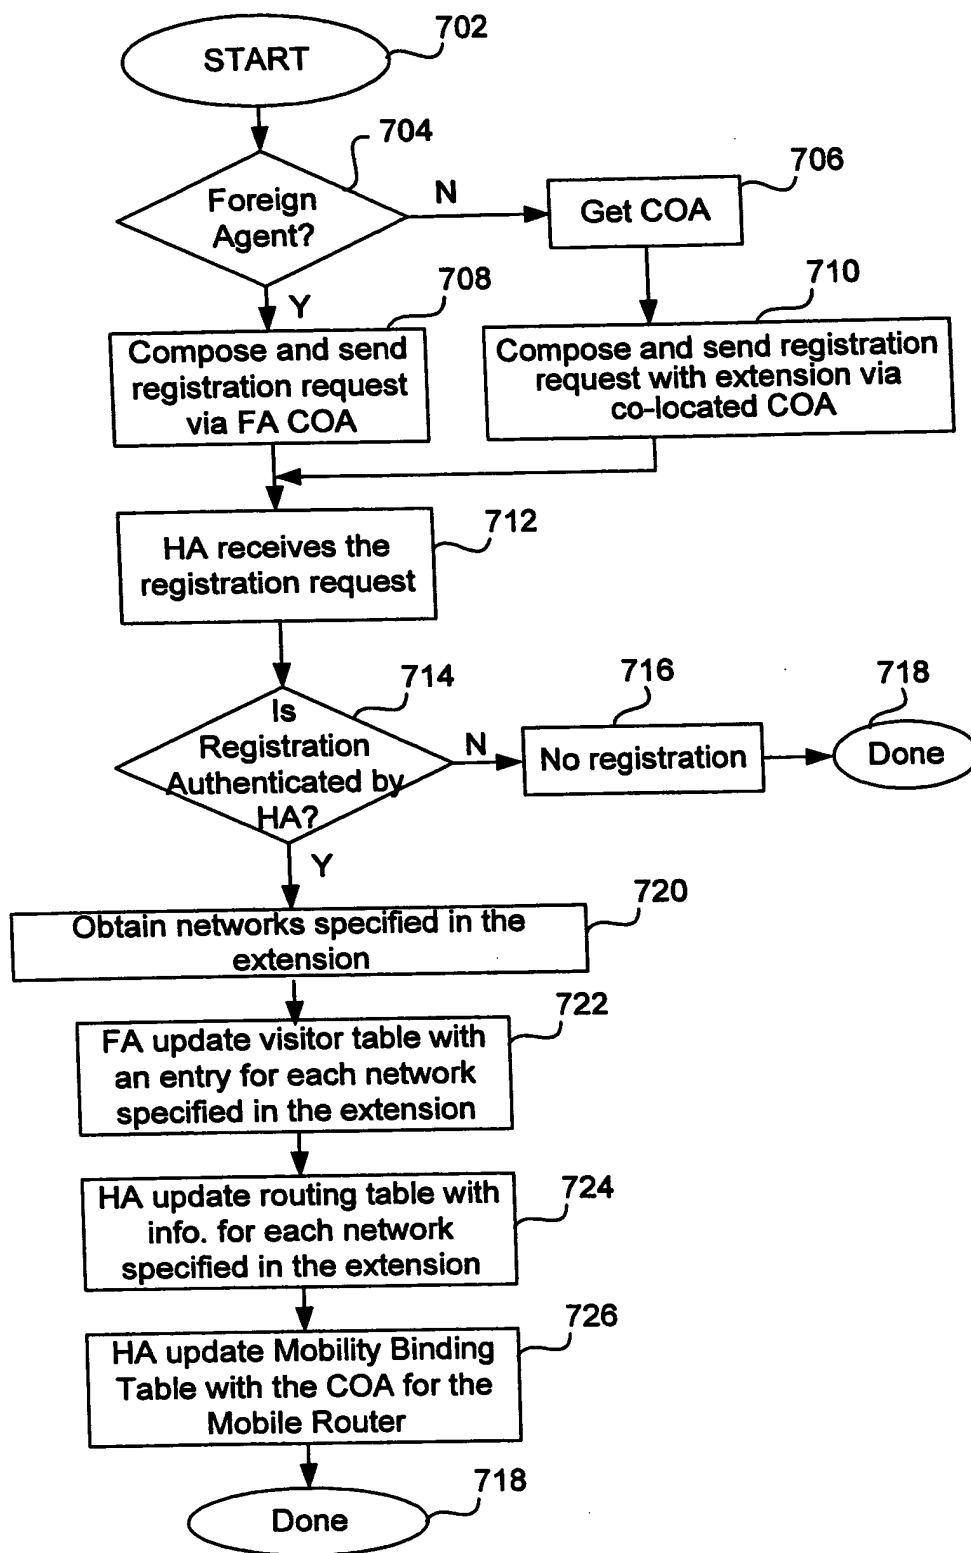 START
702
704
Foreign
Agent?
N
706
Get COA
Y
708
Compose and send
registration request
via FA COA
710
Compose and send registration
request with extension via
co-located COA
712
HA receives the
registration request
714
Is
Registration
Authenticated by
HA?
N
716
No registration
718
Done
Y
720
Obtain networks specified in the
extension
722
FA update visitor table with
an entry for each network
specified in the extension
724
HA update routing table with
info. for each network
specified in the extension
726
HA update Mobility Binding
Table with the COA for the
Mobile Router
718
Done